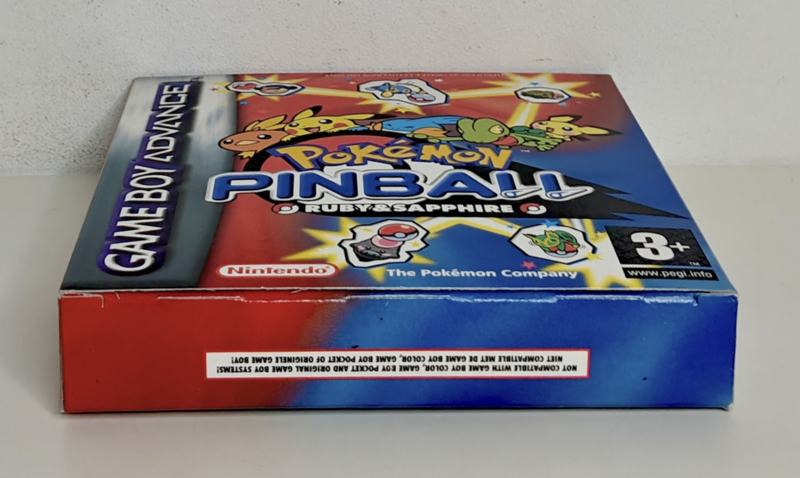 GAME BOY ADVANCE
POKéMON™
PINBALL
RUBY & SAPPHIRE
3+
™
www.pegi.info
Nintendo®
The Pokémon Company
NOT COMPATIBLE WITH GAME BOY COLOR, GAME BOY POCKET AND ORIGINAL GAME BOY SYSTEMS!
NIET COMPATIBLE MET DE GAME BOY COLOR, GAME BOY POCKET OF ORIGINELE GAME BOY!